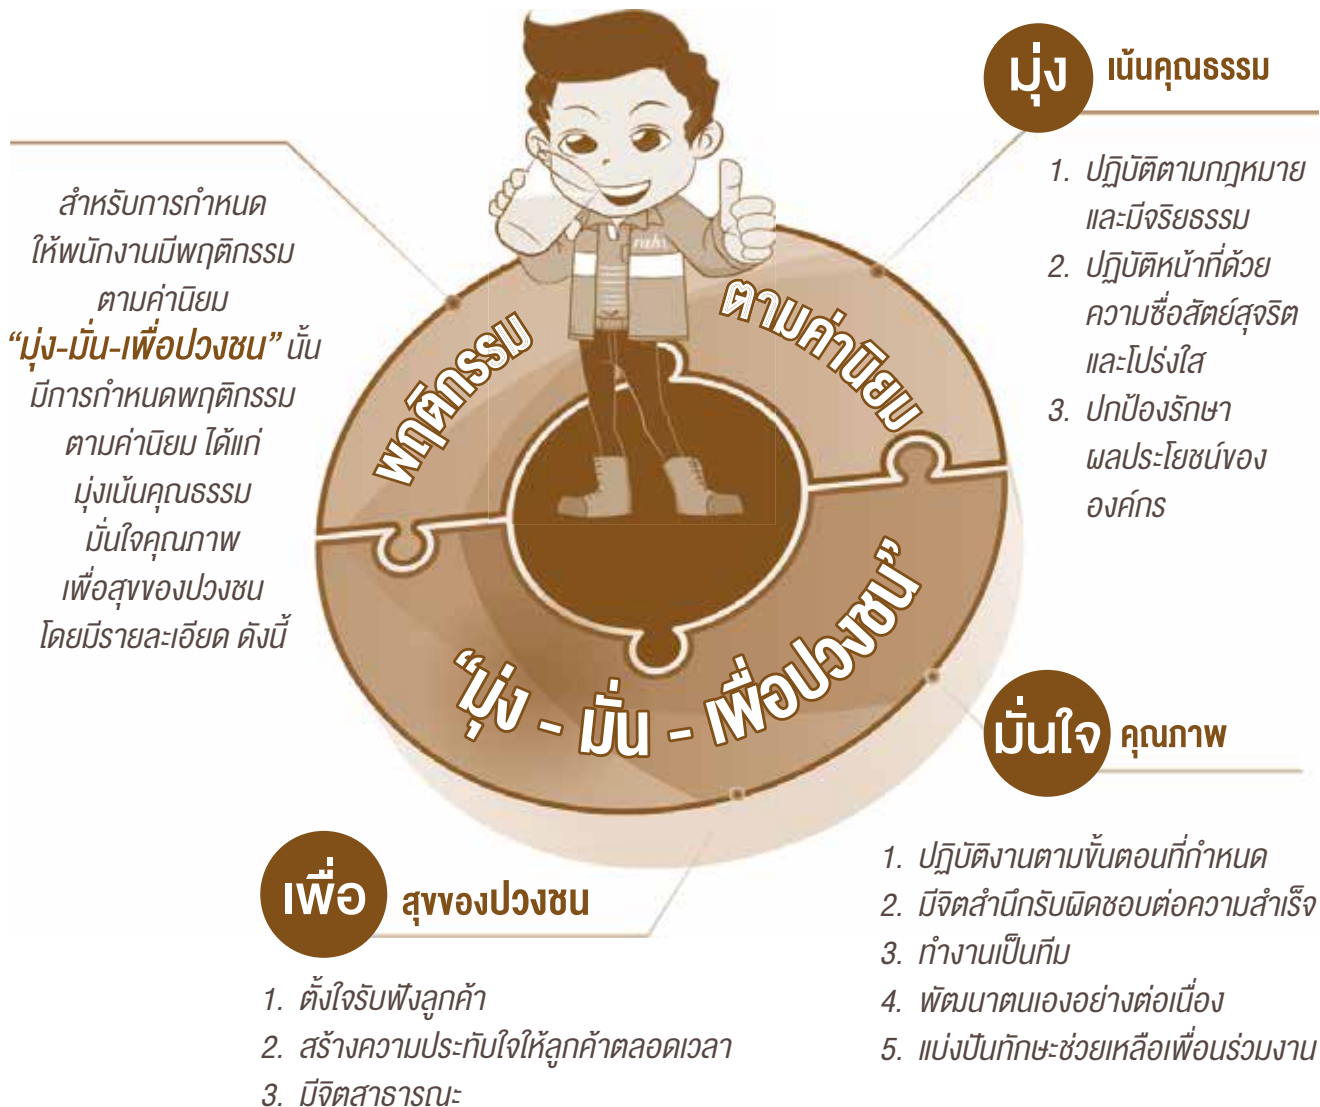 สำหรับการกำหนด
ให้พนักงานมีพฤติกรรม
ตามค่านิยม
“มุ่ง-มั่น-เพื่อปวงชน” นั้น
มีการกำหนดพฤติกรรม
ตามค่านิยม ได้แก่
มุ่งเน้นคุณธรรม
มั่นใจคุณภาพ
เพื่อสุขของปวงชน
โดยมีรายละเอียด ดังนี้
พฤติกรรม
ตามค่านิยม
“มุ่ง - มั่น - เพื่อปวงชน”
มุ่ง เน้นคุณธรรม
1. ปฏิบัติตามกฎหมาย
และมีจริยธรรม
2. ปฏิบัติหน้าที่ด้วย
ความซื่อสัตย์สุจริต
และโปร่งใส
3. ปกป้องรักษา
ผลประโยชน์ของ
องค์กร
มั่นใจ คุณภาพ
1. ปฏิบัติงานตามขั้นตอนที่กำหนด
2. มีจิตสำนึกรับผิดชอบต่อความสำเร็จ
3. ทำงานเป็นทีม
4. พัฒนาตนเองอย่างต่อเนื่อง
5. แบ่งปันทักษะช่วยเหลือเพื่อนร่วมงาน
เพื่อ สุขของปวงชน
1. ตั้งใจรับฟังลูกค้า
2. สร้างความประทับใจให้ลูกค้าตลอดเวลา
3. มีจิตสาธารณะ